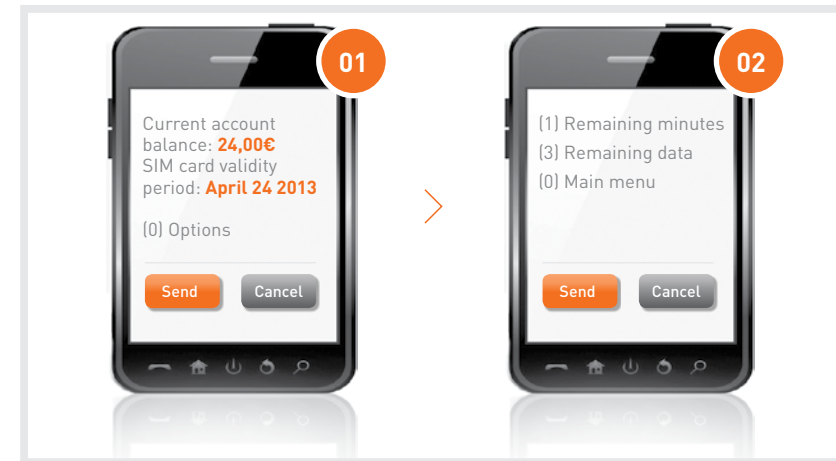 01
Current account
balance: 24,00€
SIM card validity
period: April 24 2013
(0) Options
Send Cancel
02
(1) Remaining minutes
(3) Remaining data
(0) Main menu
Send Cancel